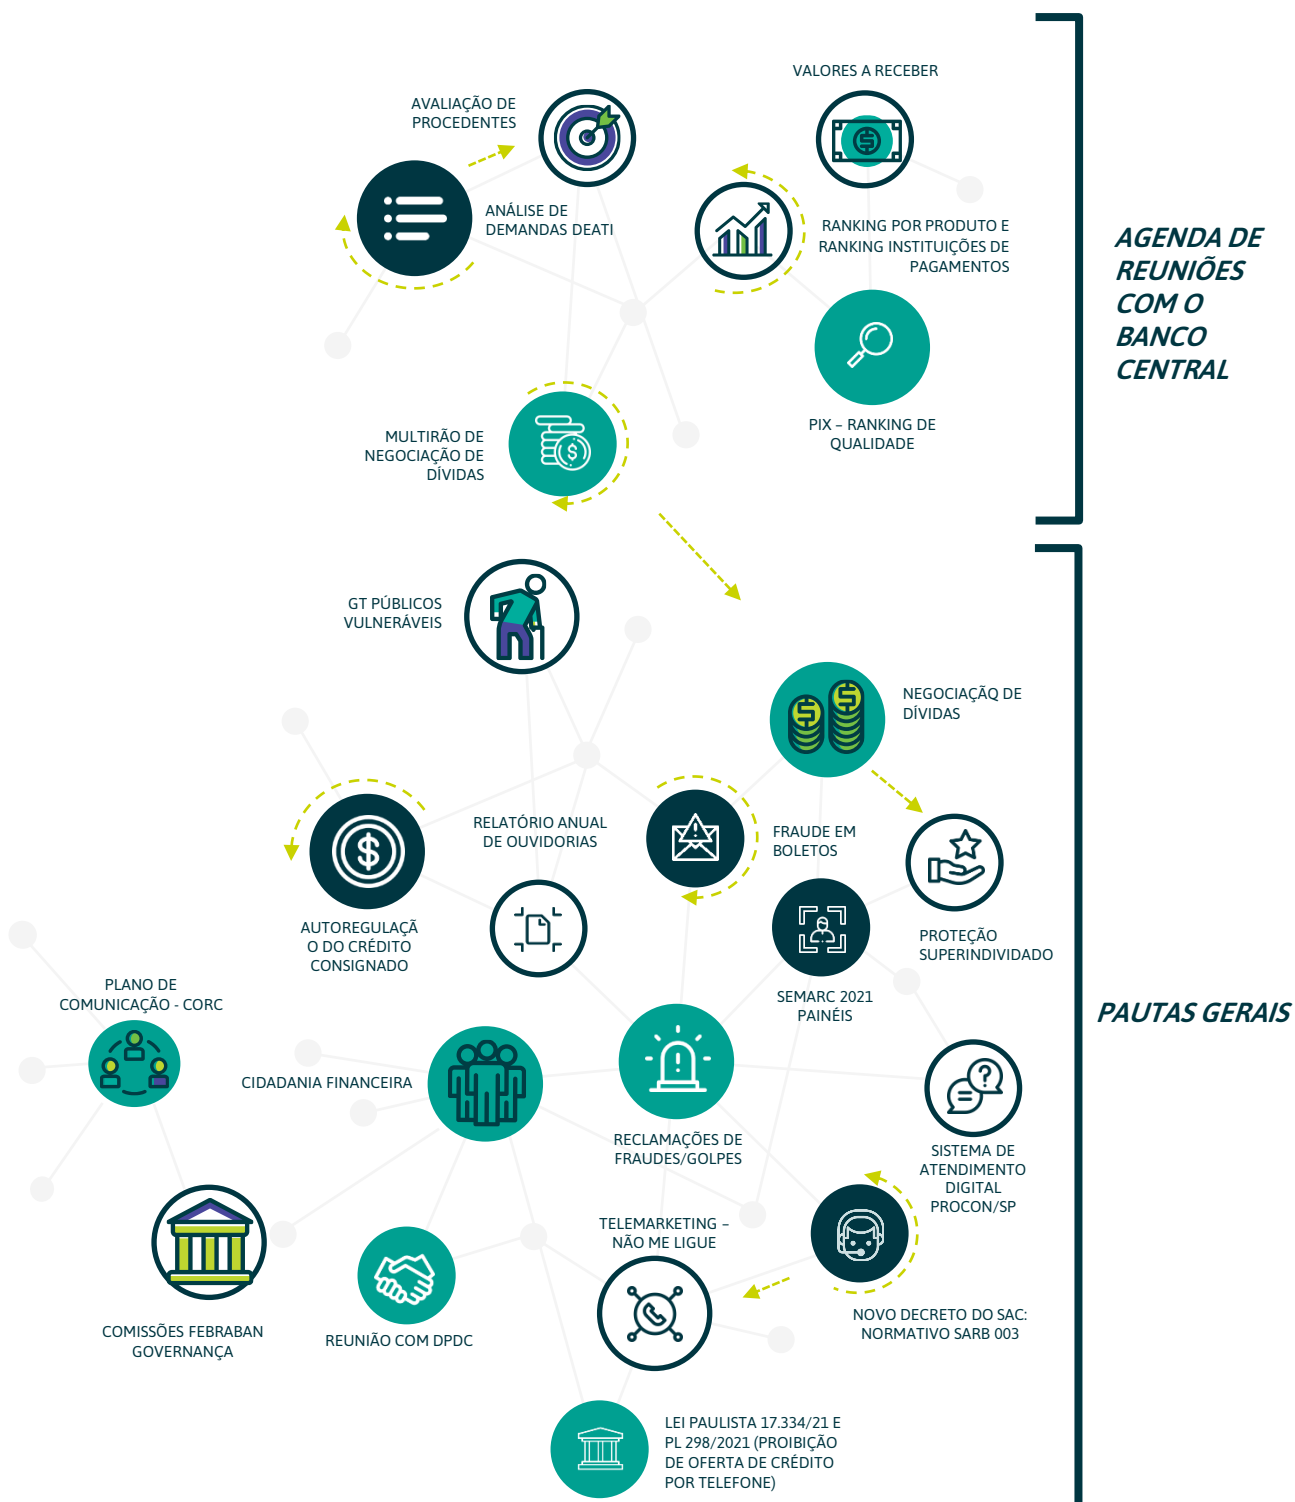 VALORES A RECEBER
AVALIAÇÃO DE
PROCEDENTES
ANÁLISE DE
DEMANDAS DEATI
RANKING POR PRODUTO E
RANKING INSTITUIÇÕES DE
PAGAMENTOS
AGENDA DE
REUNIÕES
COM O
BANCO
CENTRAL
PIX – RANKING DE
QUALIDADE
MULTIRÃO DE
NEGOCIAÇÃO DE
DÍVIDAS
GT PÚBLICOS
VULNERÁVEIS
NEGOCIAÇÃQ DE
DÍVIDAS
RELATÓRIO ANUAL
DE OUVIDORIAS
FRAUDE EM
BOLETOS
AUTOREGULAÇÃ
O DO CRÉDITO
CONSIGNADO
PROTEÇÃO
SUPERINDIVIDADO
PLANO DE
COMUNICAÇÃO - CORC
SEMARC 2021
PAINÉIS
PAUTAS GERAIS
CIDADANIA FINANCEIRA
RECLAMAÇÕES DE
FRAUDES/GOLPES
SISTEMA DE
ATENDIMENTO
DIGITAL
PROCON/SP
TELEMARKETING –
NÃO ME LIGUE
COMISSÕES FEBRABAN
GOVERNANÇA
REUNIÃO COM DPDC
NOVO DECRETO DO SAC:
NORMATIVO SARB 003
LEI PAULISTA 17.334/21 E
PL 298/2021 (PROIBIÇÃO
DE OFERTA DE CRÉDITO
POR TELEFONE)